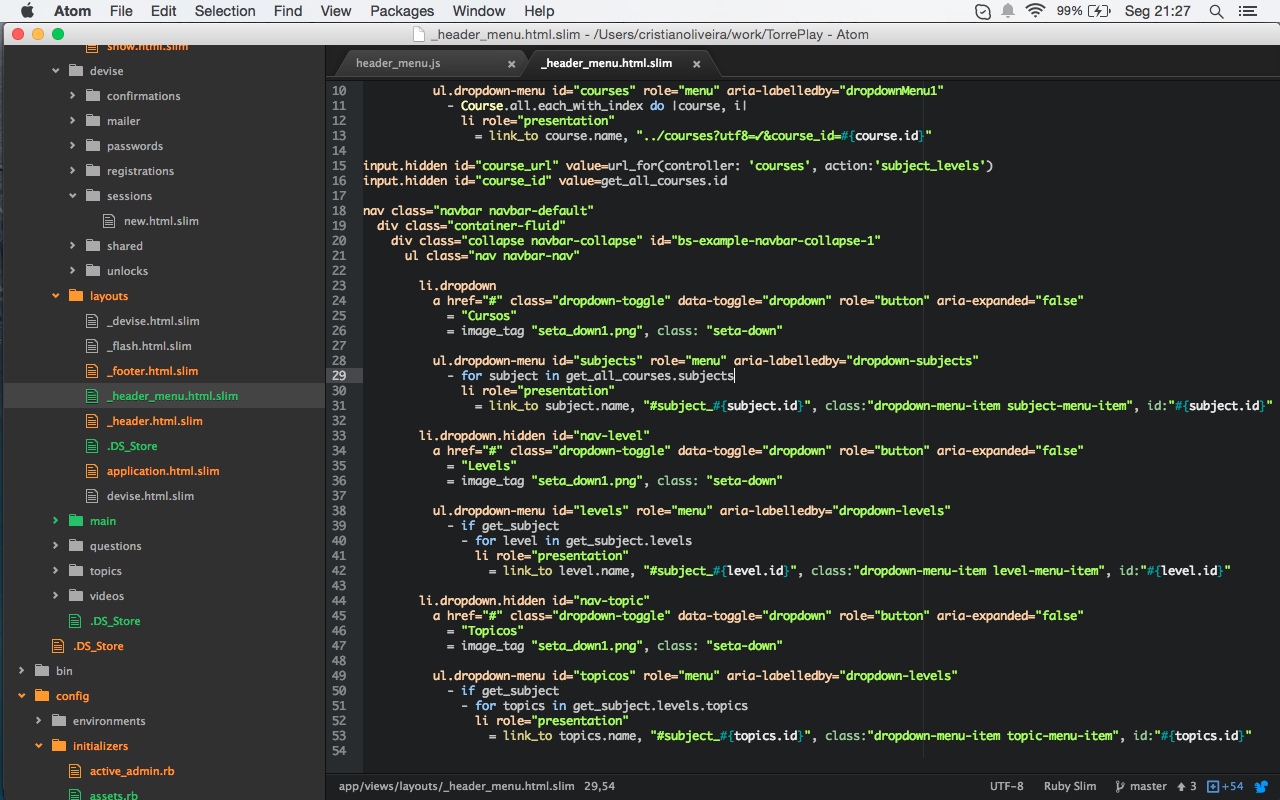 Atom File Edit Selection Find View Packages Window Help 99% Seg 21:27
_header_menu.html.slim - /Users/cristianoliveira/work/TorrePlay - Atom
show.html.slim
devise
confirmations
mailer
passwords
registrations
sessions
new.html.slim
shared
unlocks
layouts
_devise.html.slim
_flash.html.slim
_footer.html.slim
_header_menu.html.slim
_header.html.slim
.DS_Store
application.html.slim
devise.html.slim
main
questions
topics
videos
.DS_Store
.DS_Store
bin
config
environments
initializers
active_admin.rb
assets.rb
header_menu.js
_header_menu.html.slim
10 ul.dropdown-menu id="courses" role="menu" aria-labelledby="dropdownMenu1"
11 - Course.all.each_with_index do |course, i|
12 li role="presentation"
13 = link_to course.name, "../courses?utf8=✓&course_id=#{course.id}"
14
15 input.hidden id="course_url" value=url_for(controller: 'courses', action:'subject_levels')
16 input.hidden id="course_id" value=get_all_courses.id
17
18 nav class="navbar navbar-default"
19 div class="container-fluid"
20 div class="collapse navbar-collapse" id="bs-example-navbar-collapse-1"
21 ul class="nav navbar-nav"
22
23 li.dropdown
24 a href="#" class="dropdown-toggle" data-toggle="dropdown" role="button" aria-expanded="false"
25 = "Cursos"
26 = image_tag "seta_down1.png", class: "seta-down"
27
28 ul.dropdown-menu id="subjects" role="menu" aria-labelledby="dropdown-subjects"
29 - for subject in get_all_courses.subjects
30 li role="presentation"
31 = link_to subject.name, "#subject_#{subject.id}", class:"dropdown-menu-item subject-menu-item", id:"#{subject.id}"
32
33 li.dropdown.hidden id="nav-level"
34 a href="#" class="dropdown-toggle" data-toggle="dropdown" role="button" aria-expanded="false"
35 = "Levels"
36 = image_tag "seta_down1.png", class: "seta-down"
37
38 ul.dropdown-menu id="levels" role="menu" aria-labelledby="dropdown-levels"
39 - if get_subject
40 - for level in get_subject.levels
41 li role="presentation"
42 = link_to level.name, "#subject_#{level.id}", class:"dropdown-menu-item level-menu-item", id:"#{level.id}"
43
44 li.dropdown.hidden id="nav-topic"
45 a href="#" class="dropdown-toggle" data-toggle="dropdown" role="button" aria-expanded="false"
46 = "Topicos"
47 = image_tag "seta_down1.png", class: "seta-down"
48
49 ul.dropdown-menu id="topicos" role="menu" aria-labelledby="dropdown-levels"
50 - if get_subject
51 - for topics in get_subject.levels.topics
52 li role="presentation"
53 = link_to topics.name, "#subject_#{topics.id}", class:"dropdown-menu-item topic-menu-item", id:"#{topics.id}"
54
app/views/layouts/_header_menu.html.slim 29,54 UTF-8 Ruby Slim master 3 +54